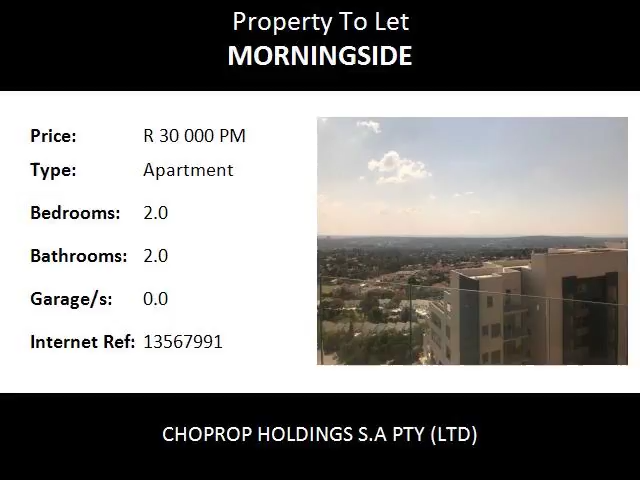 Property To Let
MORNINGSIDE
Price: R 30 000 PM
Type: Apartment
Bedrooms: 2.0
Bathrooms: 2.0
Garage/s: 0.0
Internet Ref: 13567991
CHOPROP HOLDINGS S.A PTY (LTD)